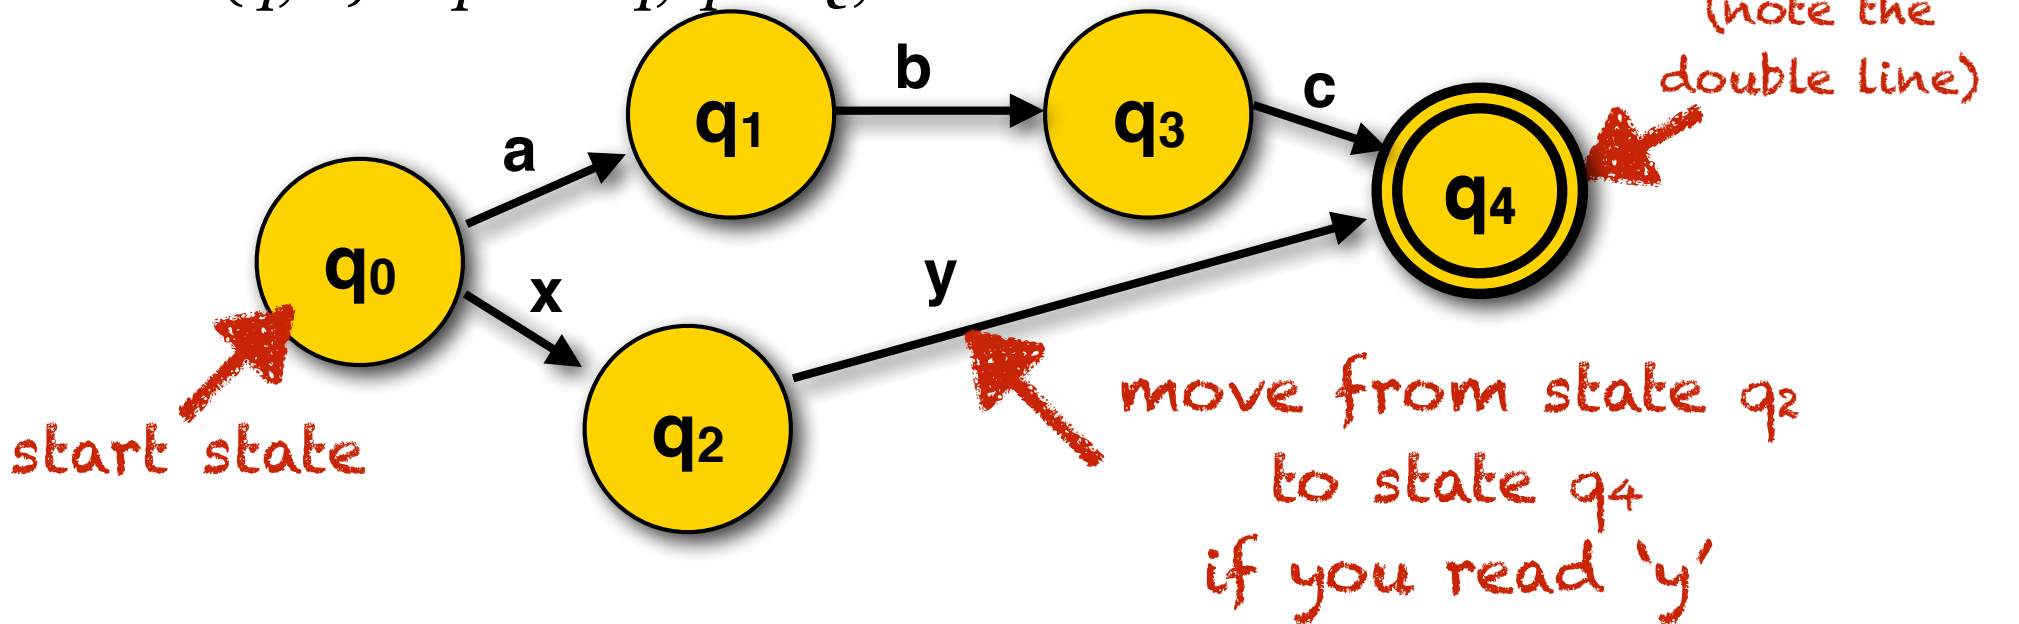 (note the
double line)
b
c
a
q1
q3
q4
q0
x
y
q2
start state
move from state q2
to state q4
if you read 'y'